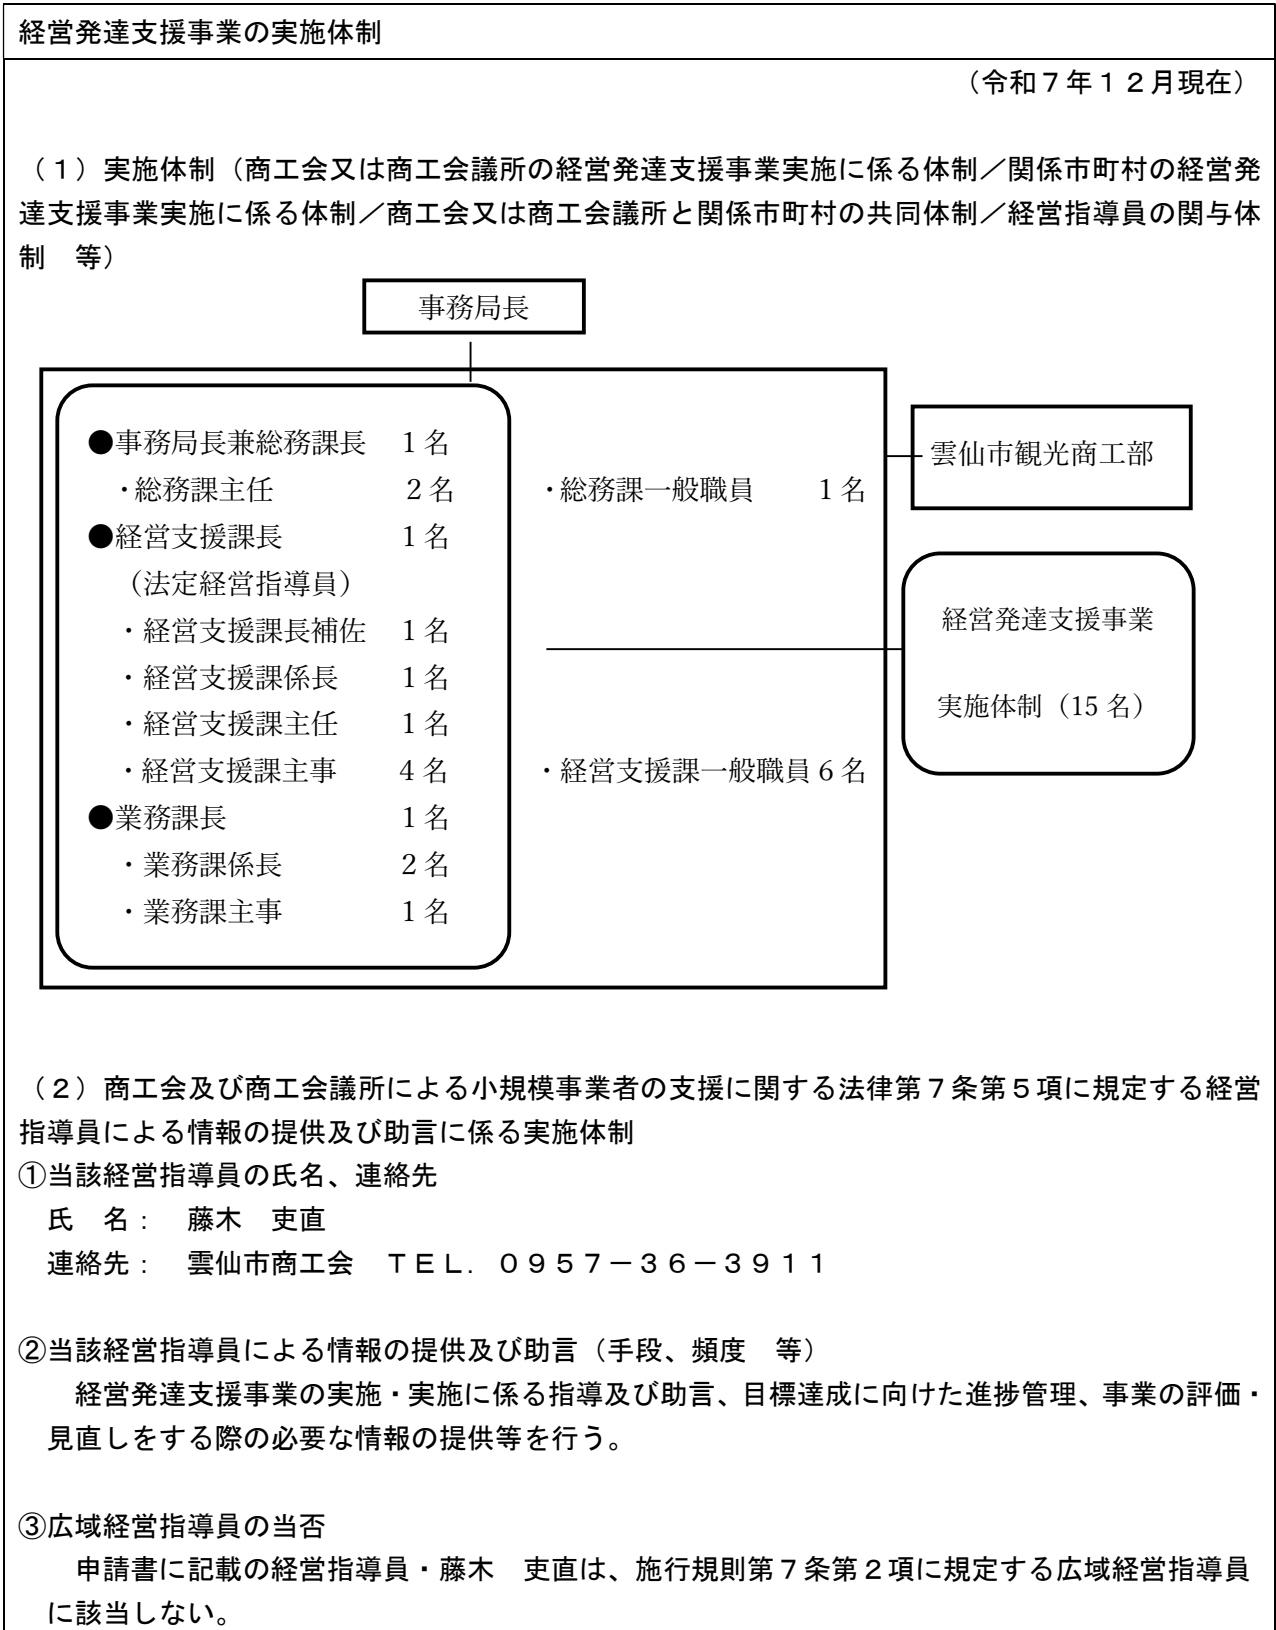 経営発達支援事業の実施体制
（令和７年１２月現在）
（１）実施体制（商工会又は商工会議所の経営発達支援事業実施に係る体制／関係市町村の経営発
達支援事業実施に係る体制／商工会又は商工会議所と関係市町村の共同体制／経営指導員の関与体
制　等）
事務局長
●事務局長兼総務課長　1名
・総務課主任　2名　・総務課一般職員　1名
●経営支援課長　1名
（法定経営指導員）
・経営支援課長補佐　1名
・経営支援課係長　1名
・経営支援課主任　1名
・経営支援課主事　4名　・経営支援課一般職員6名
●業務課長　1名
・業務課係長　2名
・業務課主事　1名
雲仙市観光商工部
経営発達支援事業
実施体制（15名）
（２）商工会及び商工会議所による小規模事業者の支援に関する法律第７条第５項に規定する経営
指導員による情報の提供及び助言に係る実施体制
①当該経営指導員の氏名、連絡先
氏　名：　藤木　吏直
連絡先：　雲仙市商工会　ＴＥＬ．０９５７－３６－３９１１
②当該経営指導員による情報の提供及び助言（手段、頻度　等）
経営発達支援事業の実施・実施に係る指導及び助言、目標達成に向けた進捗管理、事業の評価・
見直しをする際の必要な情報の提供等を行う。
③広域経営指導員の当否
申請書に記載の経営指導員・藤木　吏直は、施行規則第７条第２項に規定する広域経営指導員
に該当しない。